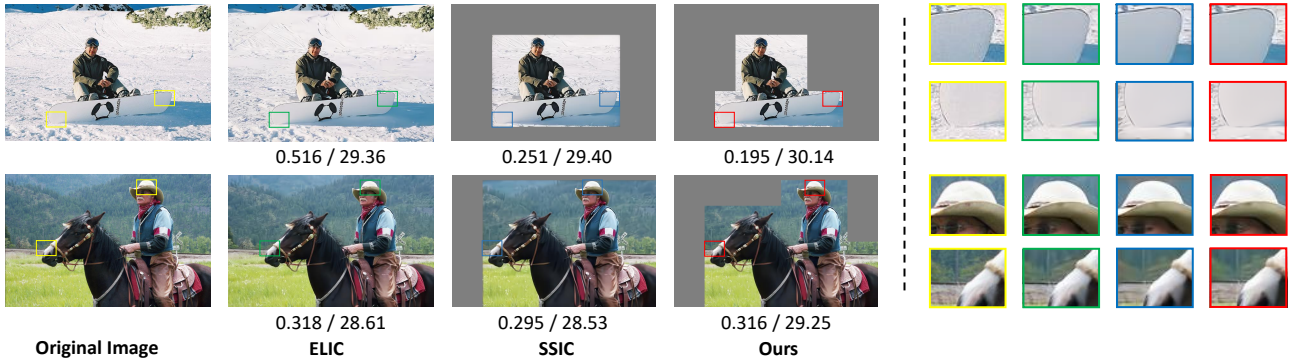 0.516 / 29.36
0.251 / 29.40
0.195 / 30.14
0.318 / 28.61
0.295 / 28.53
0.316 / 29.25
Original Image
ELIC
SSIC
Ours